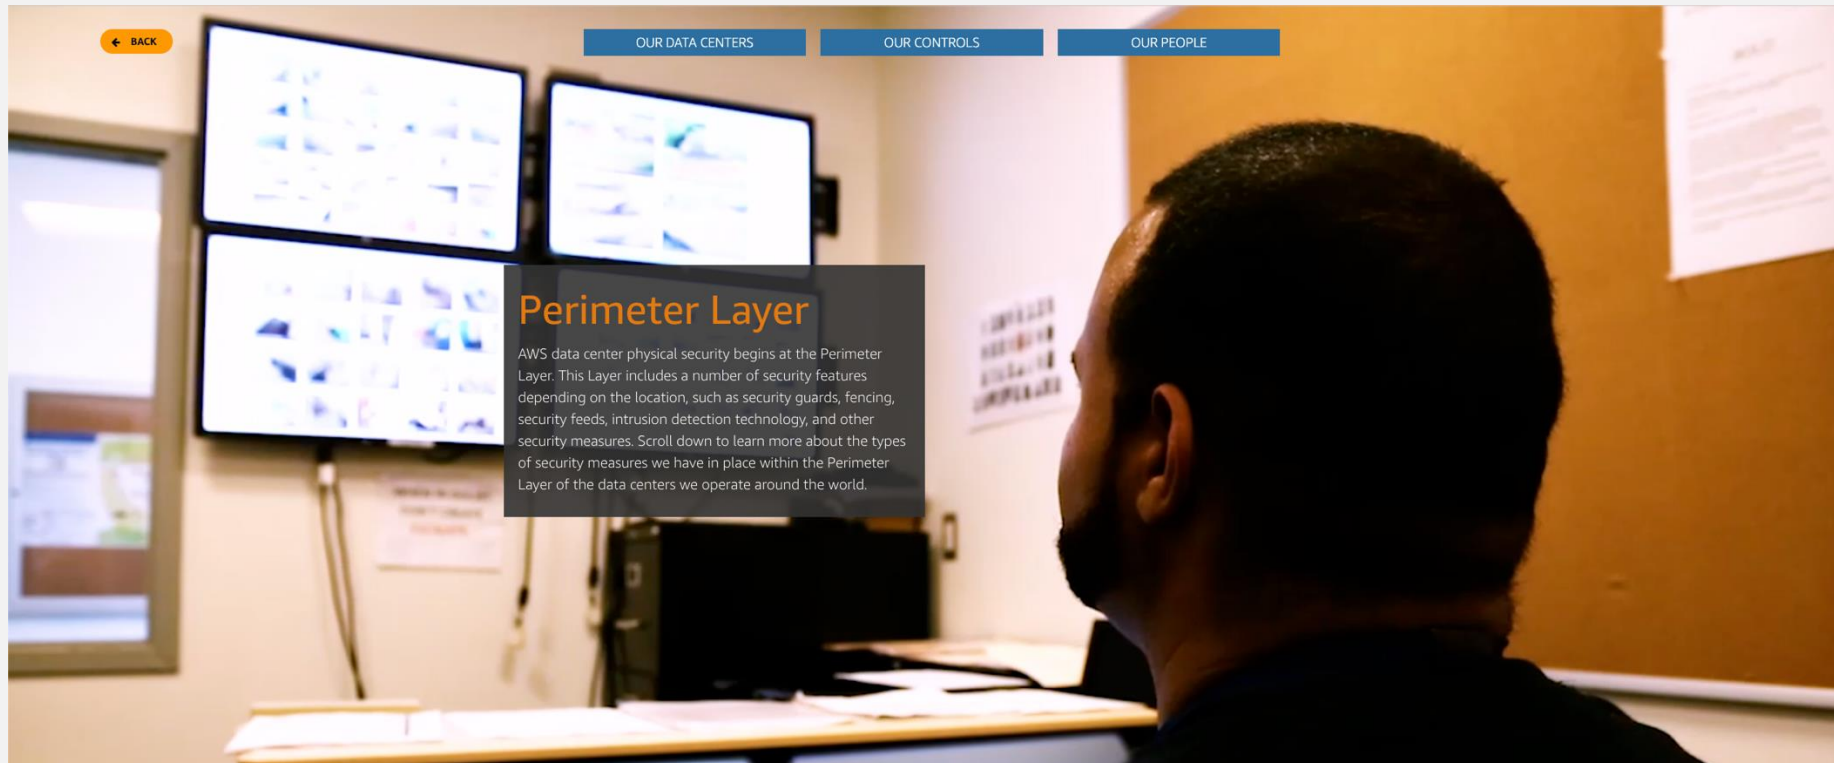 BACK
OUR DATA CENTERS
OUR CONTROLS
OUR PEOPLE
Perimeter Layer
AWS data center physical security begins at the Perimeter
Layer. This Layer includes a number of security features
depending on the location, such as security guards, fencing,
security feeds, intrusion detection technology, and other
security measures. Scroll down to learn more about the types
of security measures we have in place within the Perimeter
Layer of the data centers we operate around the world.